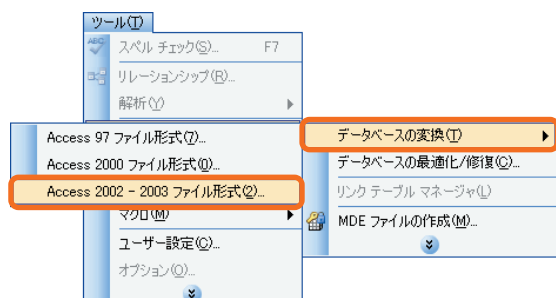 ツール(T)
スペル チェック(S)... F7
リレーションシップ(R)...
解析(Y)
データベースの変換(T)
Access 97 ファイル形式(7)...
データベースの最適化/修復(C)...
Access 2000 ファイル形式(0)...
リンク テーブル マネージャ(L)
Access 2002 - 2003 ファイル形式(2)...
MDE ファイルの作成(M)...
マクロ(M)
ユーザー設定(C)...
オプション(O)...